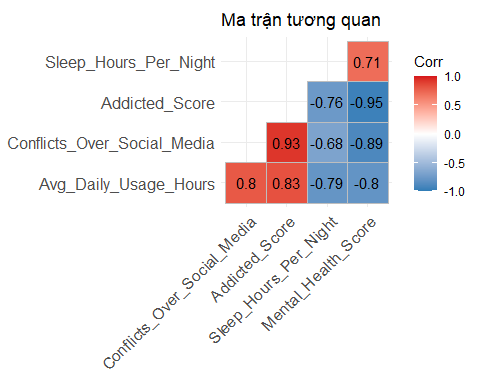 Ma trận tương quan
Sleep_Hours_Per_Night
0.71
Addicted_Score
-0.76 -0.95
Conflicts_Over_Social_Media
0.93 -0.68 -0.89
Avg_Daily_Usage_Hours
0.8 0.83 -0.79 -0.8
Conflicts_Over_Social_Media
Addicted_Score
Sleep_Hours_Per_Night
Mental_Health_Score
Corr
1.0
0.5
0.0
-0.5
-1.0